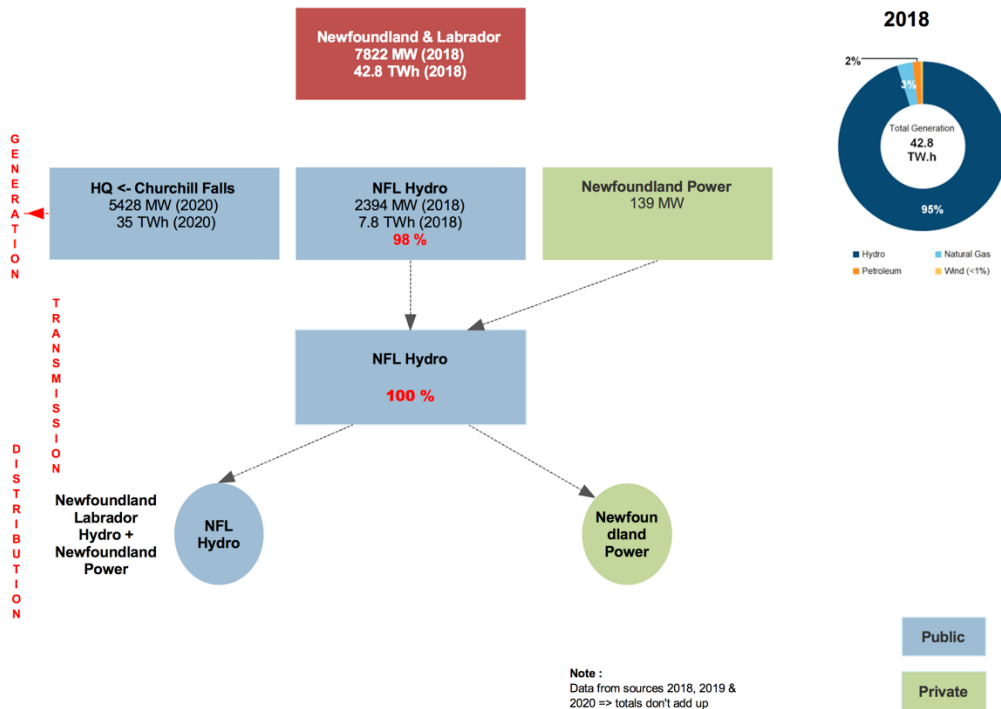 Newfoundland & Labrador
7822 MW (2018)
42.8 TWh (2018)
2018
2%
3%
Total Generation
42.8
TW.h
95%
Hydro
Natural Gas
Petroleum
Wind (<1%)
GENERATION
HQ <- Churchill Falls
5428 MW (2020)
35 TWh (2020)
NFL Hydro
2394 MW (2018)
7.8 TWh (2018)
98 %
Newfoundland Power
139 MW
TRANSMISSION
NFL Hydro
100 %
DISTRIBUTION
Newfoundland
Labrador
Hydro +
Newfoundland
Power
NFL
Hydro
Newfoun
dland
Power
Public
Private
Note :
Data from sources 2018, 2019 &
2020 => totals don't add up